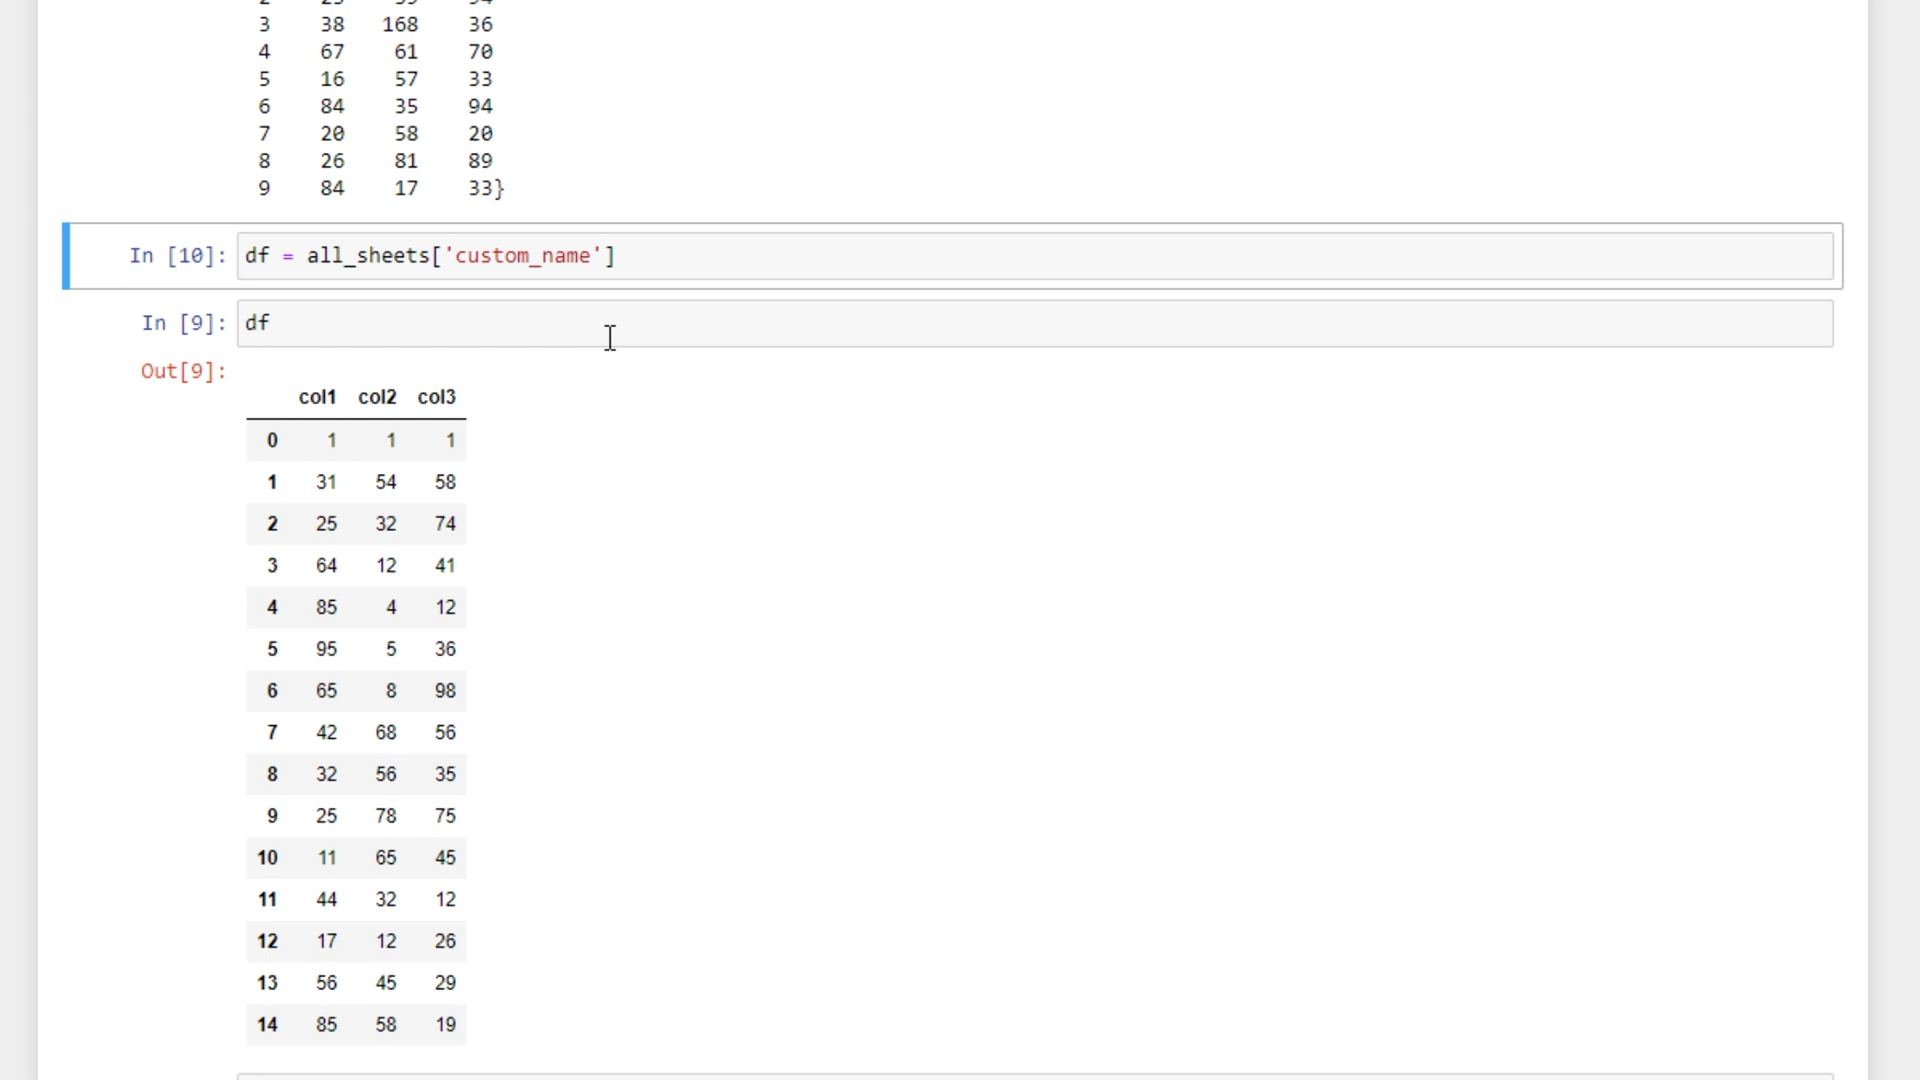 3 38 168 36
4 67 61 70
5 16 57 33
6 84 35 94
7 20 58 20
8 26 81 89
9 84 17 33}
In [10]: df = all_sheets['custom_name']
In [9]: df
Out[9]:
col1 col2 col3
0 1 1 1
1 31 54 58
2 25 32 74
3 64 12 41
4 85 4 12
5 95 5 36
6 65 8 98
7 42 68 56
8 32 56 35
9 25 78 75
10 11 65 45
11 44 32 12
12 17 12 26
13 56 45 29
14 85 58 19